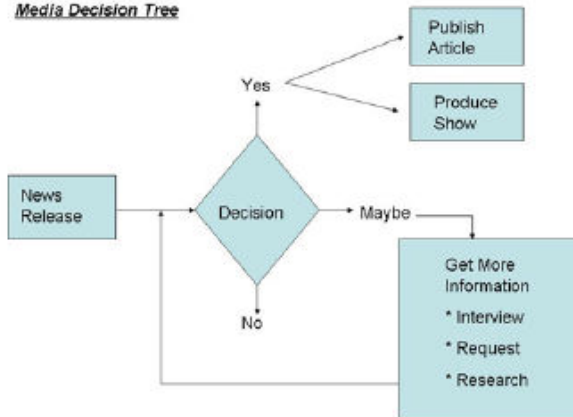 Media Decision Tree
Publish
Article
Yes
Produce
Show
News
Release
Decision
Maybe
Get More
Information
* Interview
* Request
* Research
No